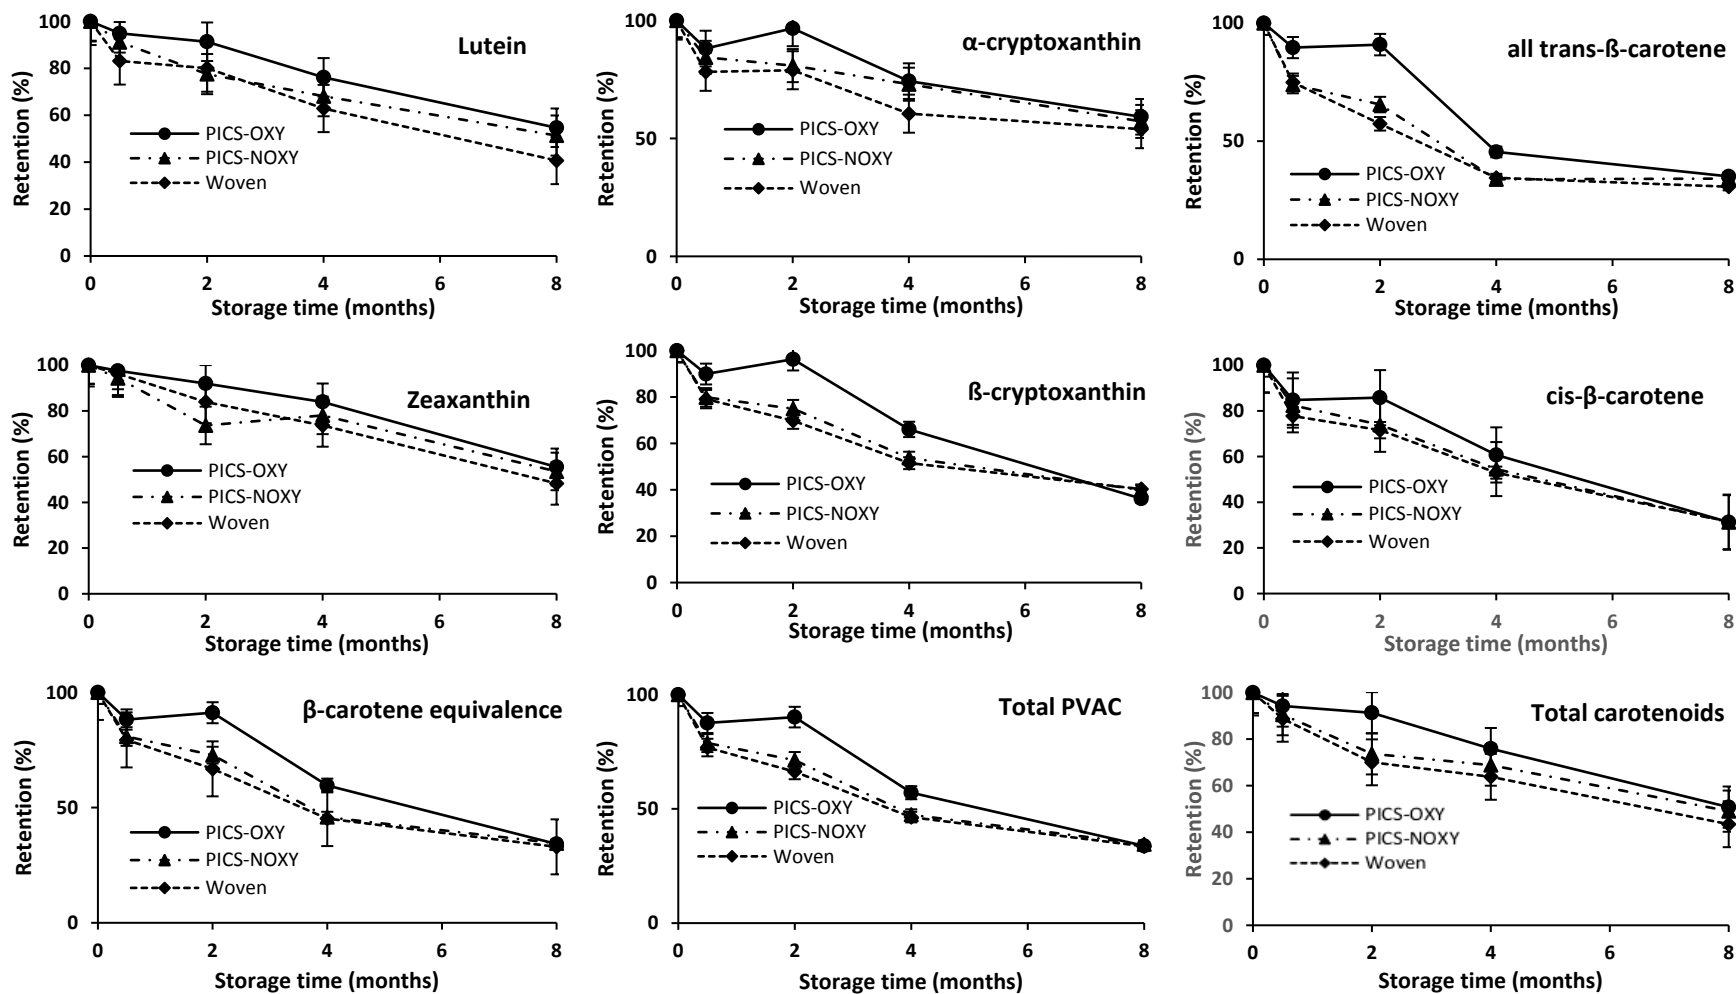 Lutein
Retention (%)
100
80
60
40
20
0
PICS-OXY
PICS-NOXY
Woven
0 2 4 6 8
Storage time (months)
α-cryptoxanthin
Retention (%)
100
50
0
PICS-OXY
PICS-NOXY
Woven
0 2 4 6 8
Storage time (months)
all trans-ß-carotene
Retention (%)
100
50
0
PICS-OXY
PICS-NOXY
Woven
0 2 4 6 8
Storage time (months)
Zeaxanthin
Retention (%)
100
80
60
40
20
0
PICS-OXY
PICS-NOXY
Woven
0 2 4 6 8
Storage time (months)
ß-cryptoxanthin
Retention (%)
100
80
60
40
20
0
PICS-OXY
PICS-NOXY
Woven
0 2 4 6 8
Storage time (months)
cis-β-carotene
Retention (%)
100
80
60
40
20
0
PICS-OXY
PICS-NOXY
Woven
0 2 4 6 8
Storage time (months)
β-carotene equivalence
Retention (%)
100
50
0
PICS-OXY
PICS-NOXY
Woven
0 2 4 6 8
Storage time (months)
Total PVAC
Retention (%)
100
50
0
PICS-OXY
PICS-NOXY
Woven
0 2 4 6 8
Storage time (months)
Total carotenoids
Retention (%)
100
80
60
40
20
0
PICS-OXY
PICS-NOXY
Woven
0 2 4 6 8
Storage time (months)